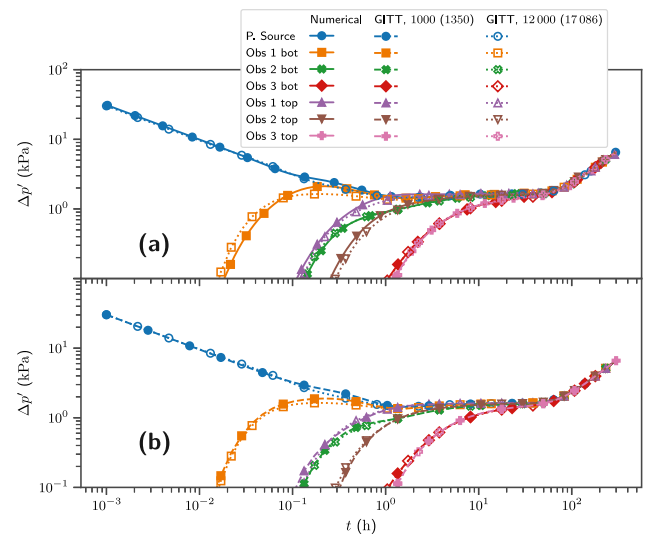 Numerical GITT, 1000 (1350) GITT, 12 000 (17 086)
P. Source
Obs 1 bot
Obs 2 bot
Obs 3 bot
Obs 1 top
Obs 2 top
Obs 3 top
10²
10¹
10⁰
Δp′ (kPa)
(a)
10¹
10⁰
10⁻¹
Δp′ (kPa)
(b)
10⁻³ 10⁻² 10⁻¹ 10⁰ 10¹ 10²
t (h)